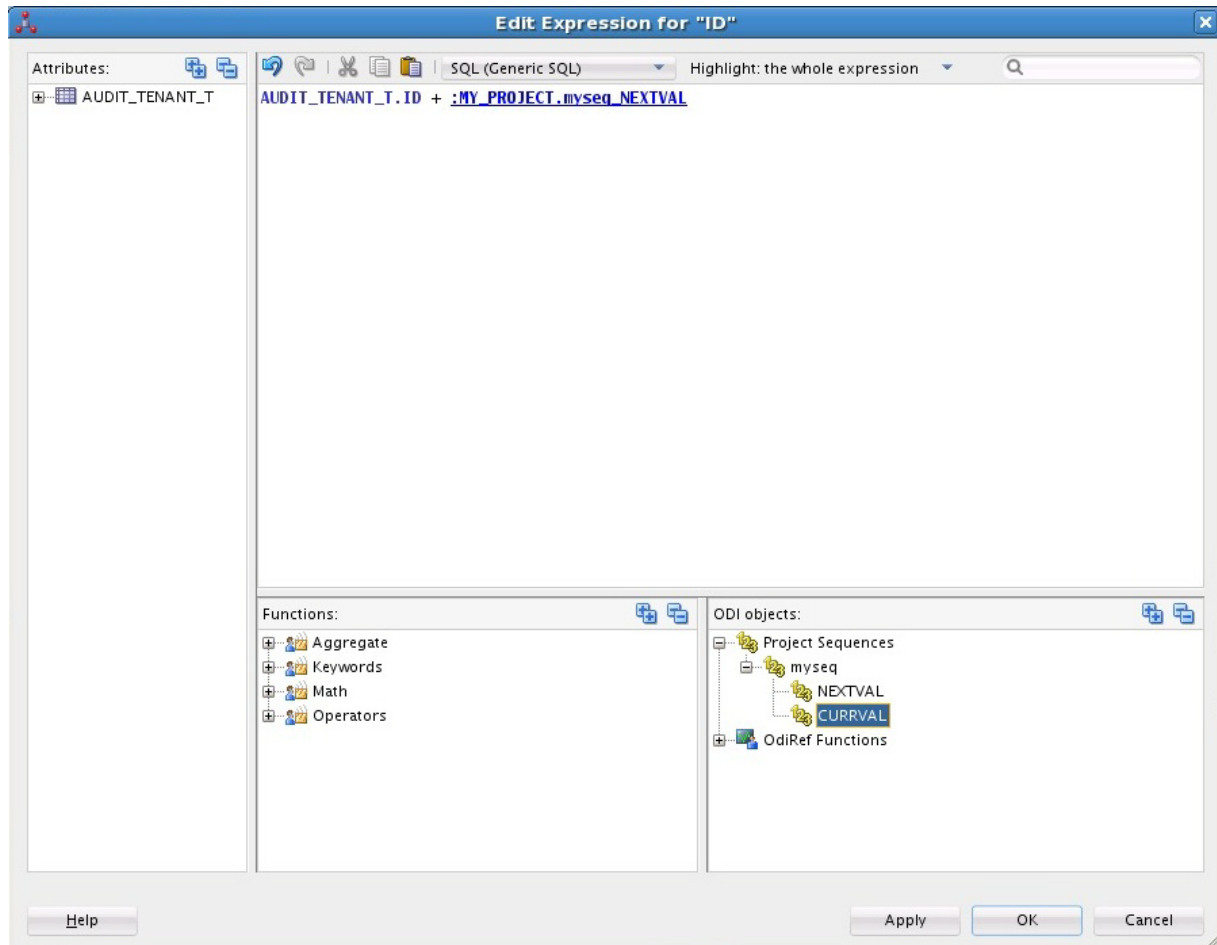 Edit Expression for "ID"
Attributes:
SQL (Generic SQL) Highlight: the whole expression
AUDIT_TENANT_T
AUDIT_TENANT_T.ID + :MY_PROJECT.myseq_NEXTVAL
Functions:
Aggregate
Keywords
Math
Operators
ODI objects:
Project Sequences
myseq
NEXTVAL
CURRVAL
OdiRef Functions
Help Apply OK Cancel